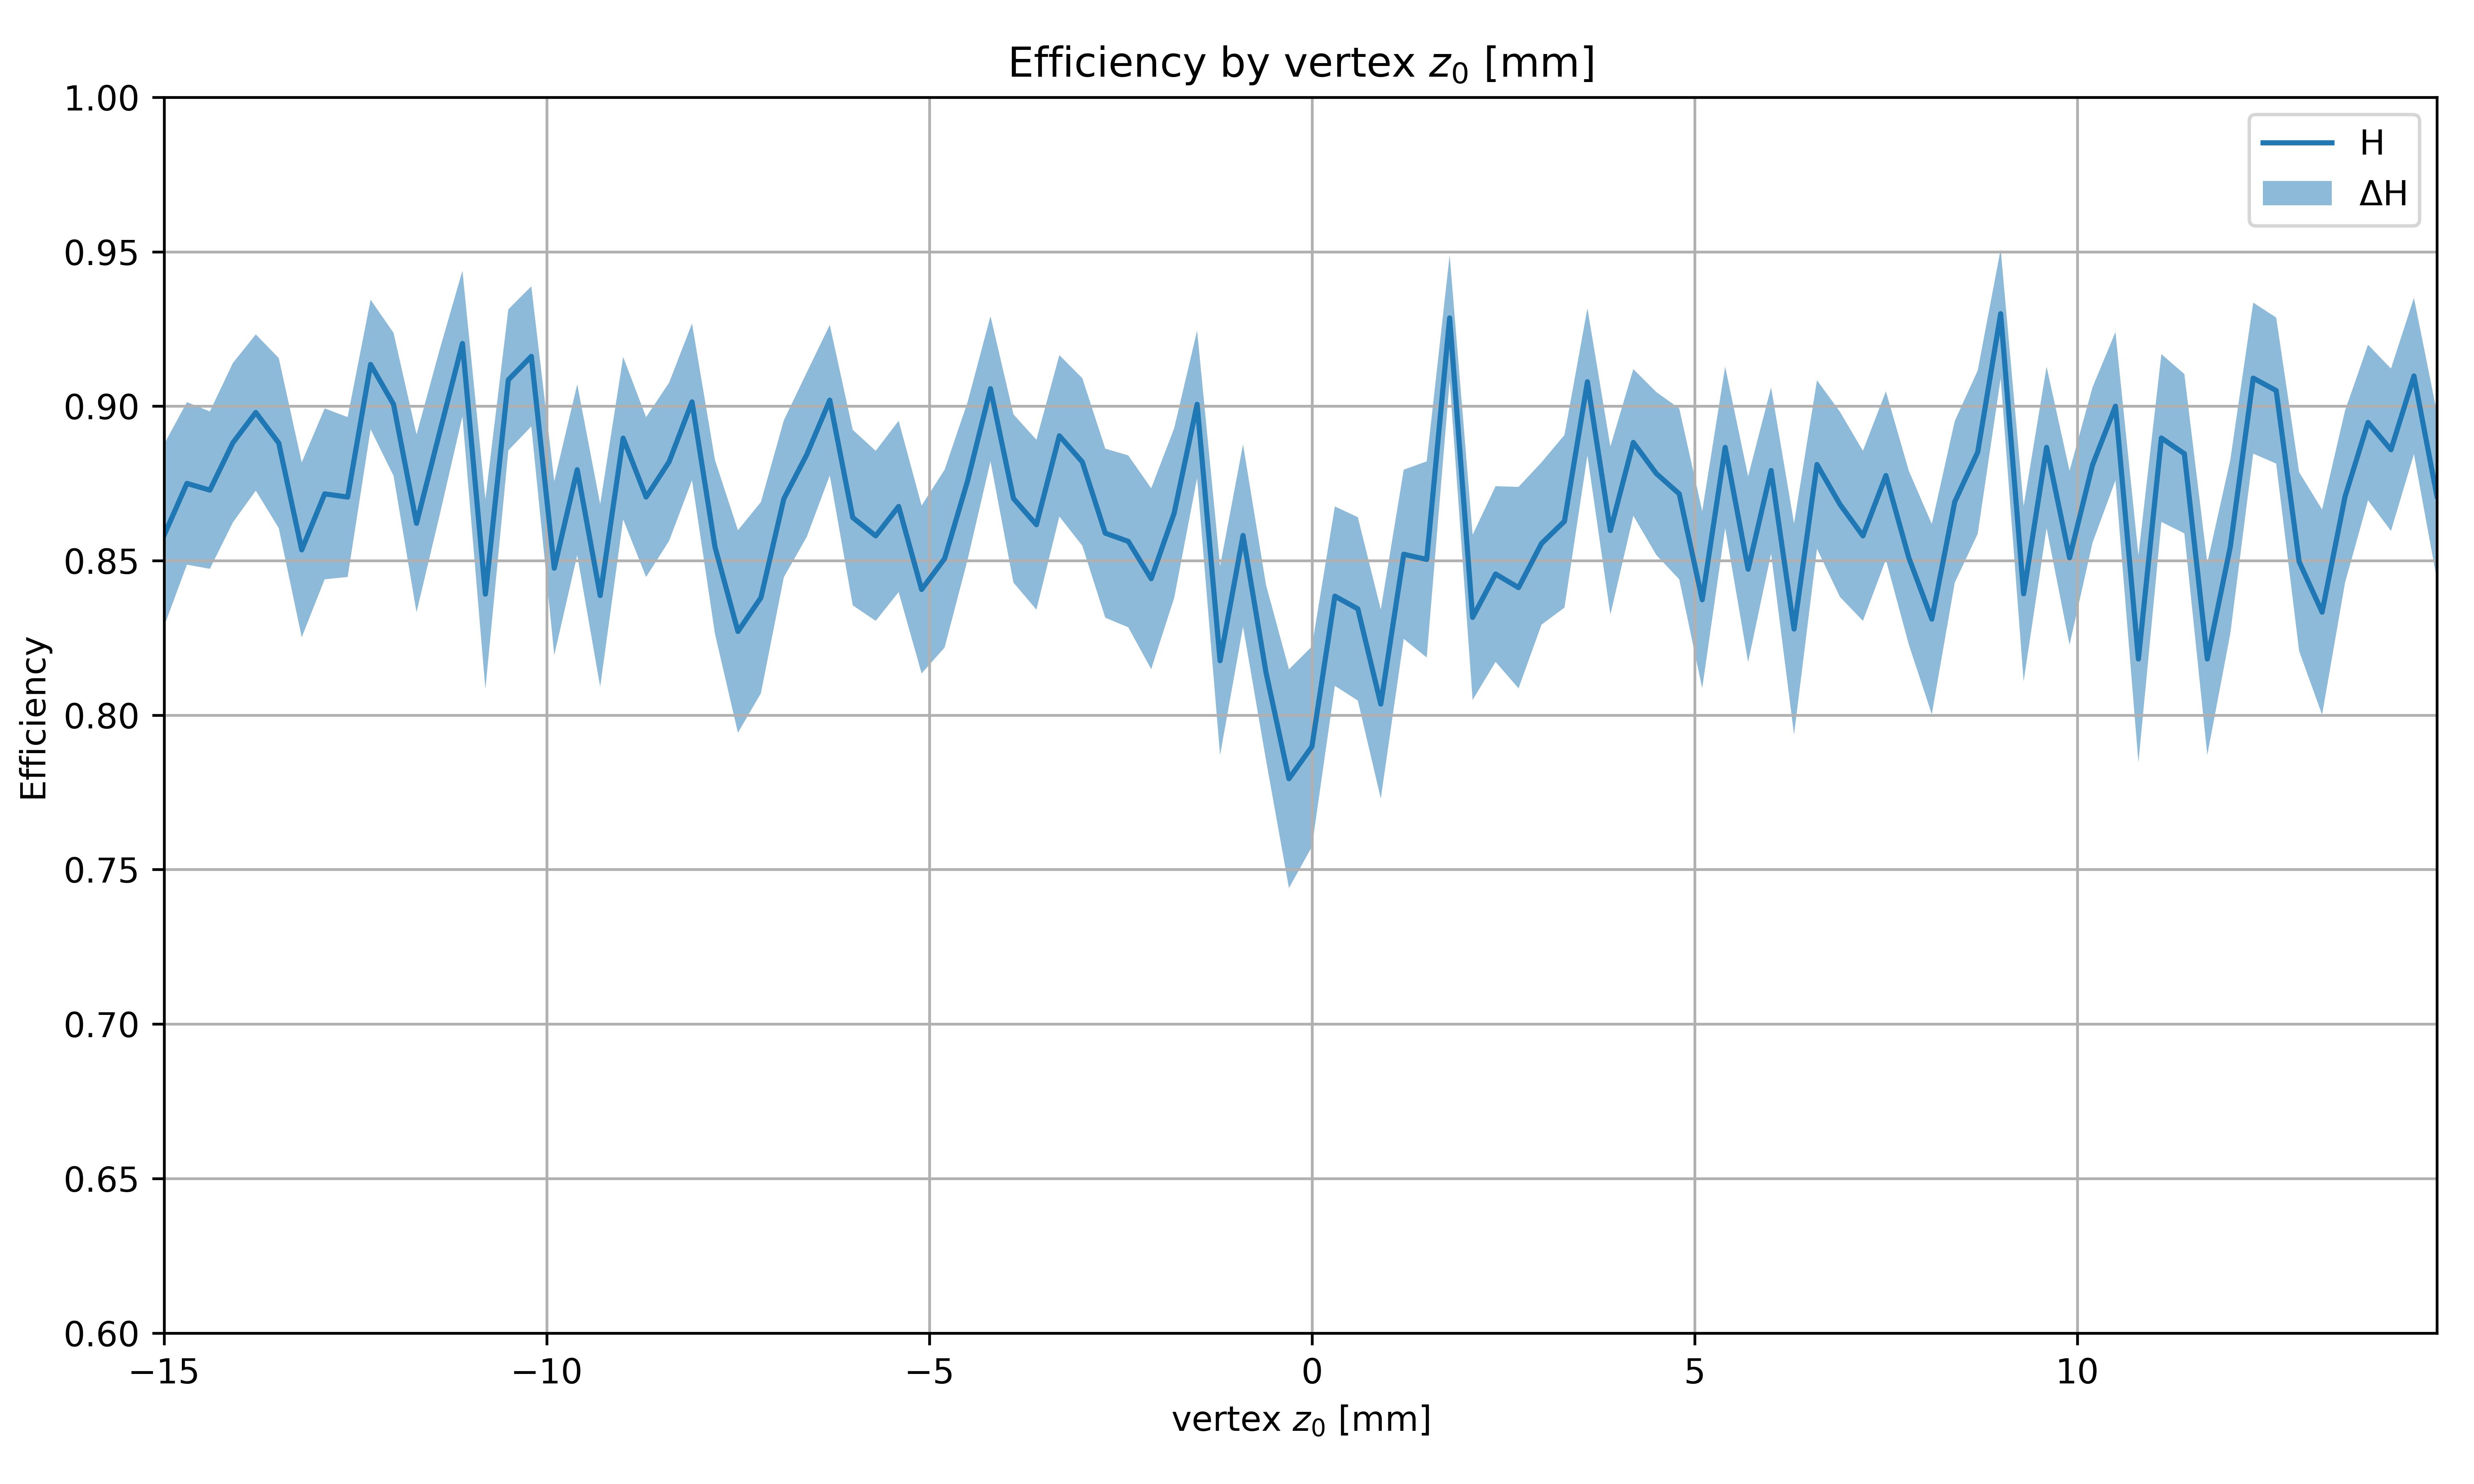 Efficiency by vertex z₀ [mm]
H
ΔH
Efficiency
1.00
0.95
0.90
0.85
0.80
0.75
0.70
0.65
0.60
−15 −10 −5 0 5 10
vertex z₀ [mm]